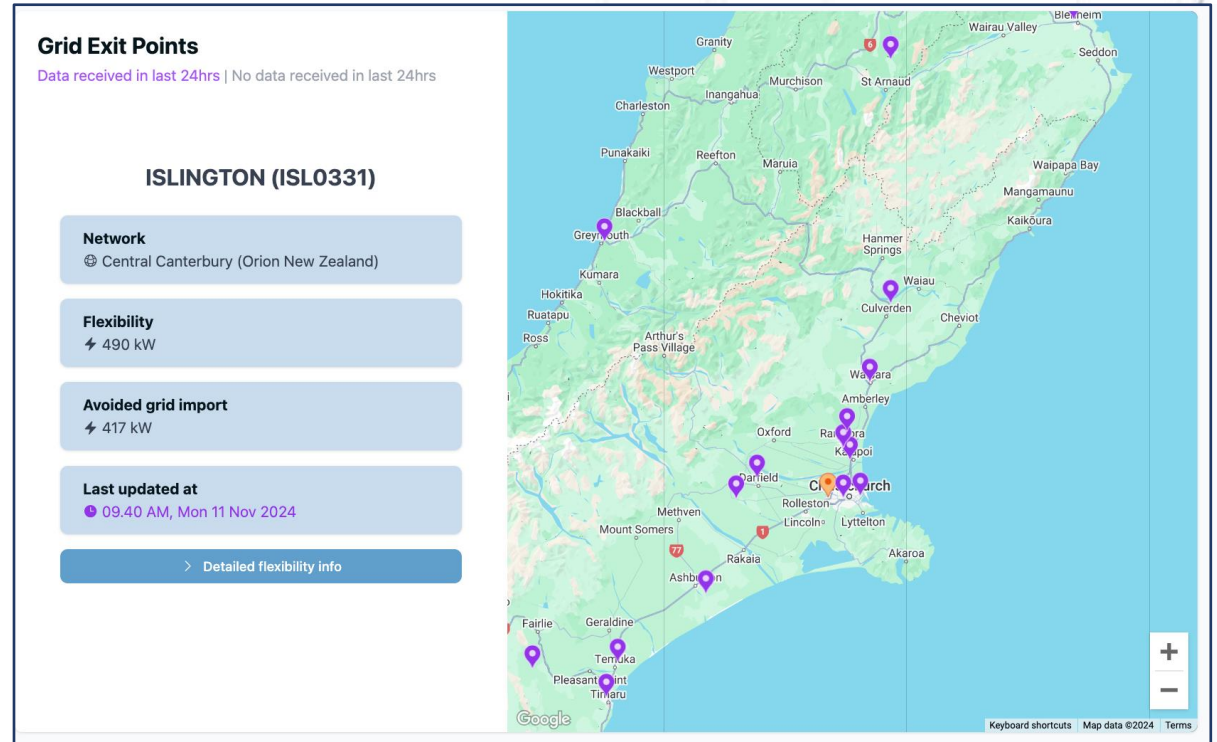 Grid Exit Points
Data received in last 24hrs | No data received in last 24hrs
ISLINGTON (ISL0331)
Network
Central Canterbury (Orion New Zealand)
Flexibility
490 kW
Avoided grid import
417 kW
Last updated at
09.40 AM, Mon 11 Nov 2024
Detailed flexibility info
Blenheim
Wairau Valley
Granity
6
Seddon
Westport
Murchison
St Arnaud
Inangahua
Charleston
Punakaiki
Reefton
Maruia
Waipapa Bay
Mangamaunu
Blackball
Kaikōura
Greymouth
Hanmer
Springs
Kumara
Waiau
Hokitika
Culverden
Ruatapu
Cheviot
Ross
Arthur's
Pass Village
Waipara
Amberley
Oxford
Rangiora
Kaiapoi
Darfield
Christchurch
Rolleston
Methven
Lincoln
Lyttelton
Mount Somers
1
77
Rakaia
Akaroa
Ashburton
Fairlie
Geraldine
Temuka
Pleasant Point
Timaru
Google
Keyboard shortcuts
Map data ©2024
Terms